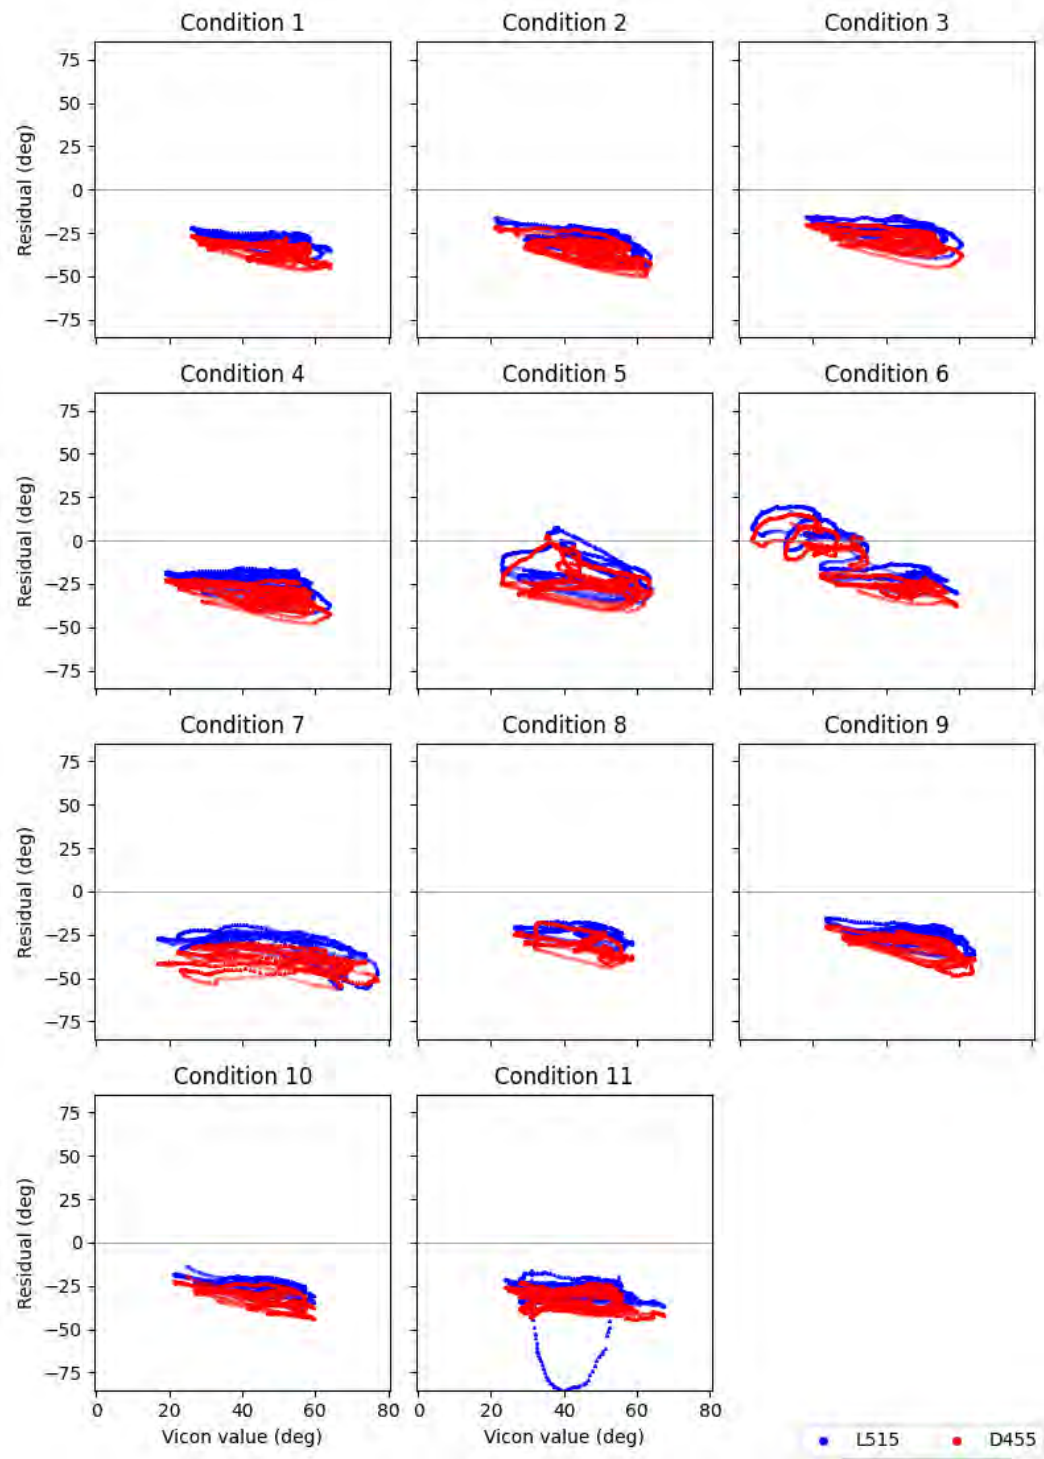 Condition 1 Condition 2 Condition 3
75
50
25
0
−25
−50
−75
Residual (deg)
Condition 4 Condition 5 Condition 6
75
50
25
0
−25
−50
−75
Residual (deg)
Condition 7 Condition 8 Condition 9
75
50
25
0
−25
−50
−75
Residual (deg)
Condition 10 Condition 11
75
50
25
0
−25
−50
−75
Residual (deg)
0 20 40 60 0 20 40 60 80
Vicon value (deg) Vicon value (deg)
L515 D455